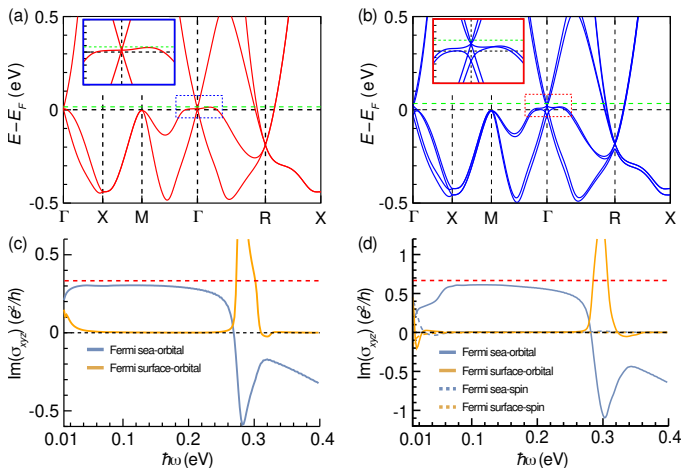 (a)
0.5
0
-0.5
E−E_F (eV)
Γ X M Γ R X
(b)
0.5
0
-0.5
E−E_F (eV)
Γ X M Γ R X
(c)
0.5
0
-0.5
Im(σ_xyz) (e²/ℏ)
Fermi sea-orbital
Fermi surface-orbital
0.01 0.1 0.2 0.3 0.4
ℏω (eV)
(d)
1
0.5
0
-0.5
-1
Im(σ_xyz) (e²/ℏ)
Fermi sea-orbital
Fermi surface-orbital
Fermi sea-spin
Fermi surface-spin
0.01 0.1 0.2 0.3 0.4
ℏω (eV)